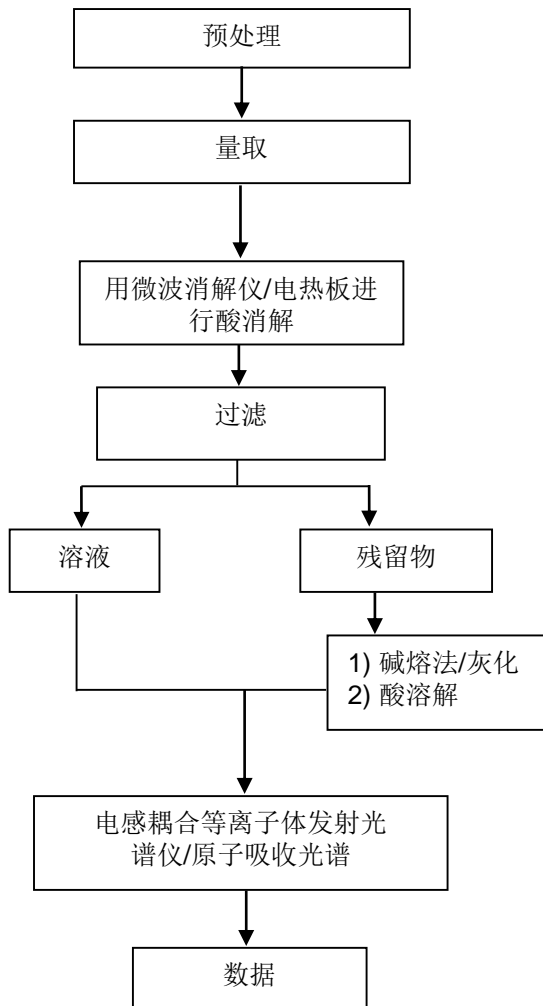 预处理
量取
用微波消解仪/电热板进
行酸消解
过滤
溶液
残留物
1) 碱熔法/灰化
2) 酸溶解
电感耦合等离子体发射光
谱仪/原子吸收光谱
数据